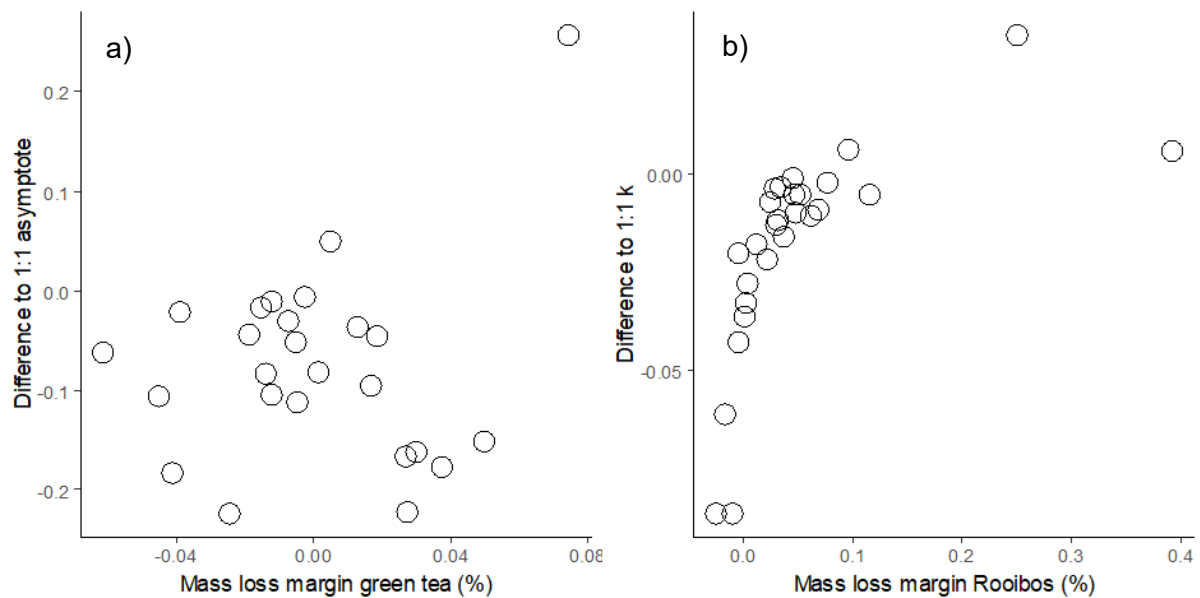 a)
0.2
0.1
0.0
-0.1
-0.2
Difference to 1:1 asymptote
-0.04
0.00
0.04
0.08
Mass loss margin green tea (%)
b)
0.00
-0.05
Difference to 1:1 k
0.0
0.1
0.2
0.3
0.4
Mass loss margin Rooibos (%)